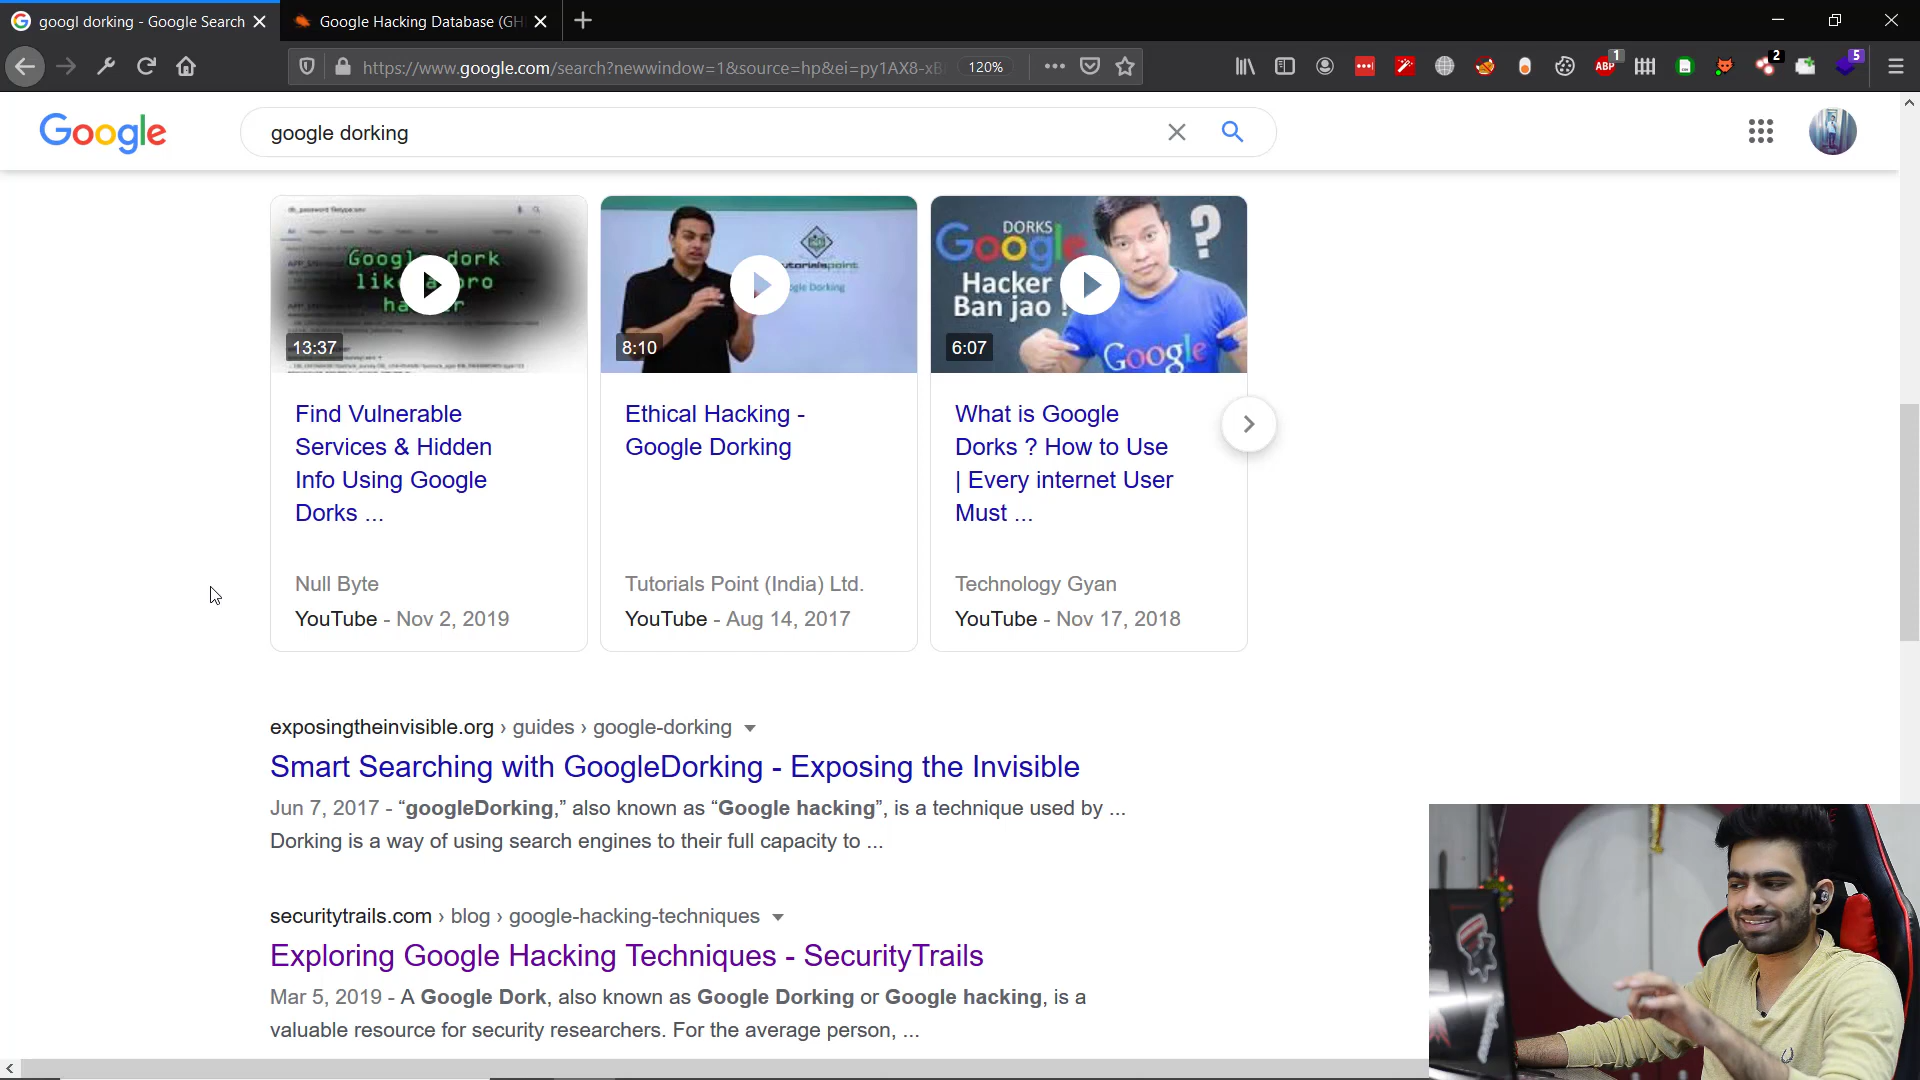 googl dorking - Google Search
Google Hacking Database (GH
https://www.google.com/search?newwindow=1&source=hp&ei=py1AX8-xB
120%
ABP
1
2
5
Google
google dorking
Google dork
13:37
tutorialspoint
8:10
DORKS
Google
Hacker
Ban jao !
?
Google
6:07
Find Vulnerable
Services & Hidden
Info Using Google
Dorks ...
Null Byte
YouTube - Nov 2, 2019
Ethical Hacking -
Google Dorking
Tutorials Point (India) Ltd.
YouTube - Aug 14, 2017
What is Google
Dorks ? How to Use
| Every internet User
Must ...
Technology Gyan
YouTube - Nov 17, 2018
exposingtheinvisible.org › guides › google-dorking
Smart Searching with GoogleDorking - Exposing the Invisible
Jun 7, 2017 - “googleDorking,” also known as “Google hacking”, is a technique used by ...
Dorking is a way of using search engines to their full capacity to ...
securitytrails.com › blog › google-hacking-techniques
Exploring Google Hacking Techniques - SecurityTrails
Mar 5, 2019 - A Google Dork, also known as Google Dorking or Google hacking, is a
valuable resource for security researchers. For the average person, ...